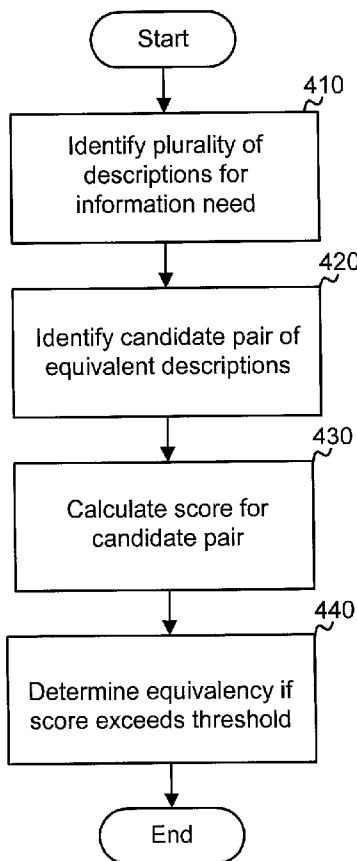 Start
410
Identify plurality of
descriptions for
information need
420
Identify candidate pair of
equivalent descriptions
430
Calculate score for
candidate pair
440
Determine equivalency if
score exceeds threshold
End